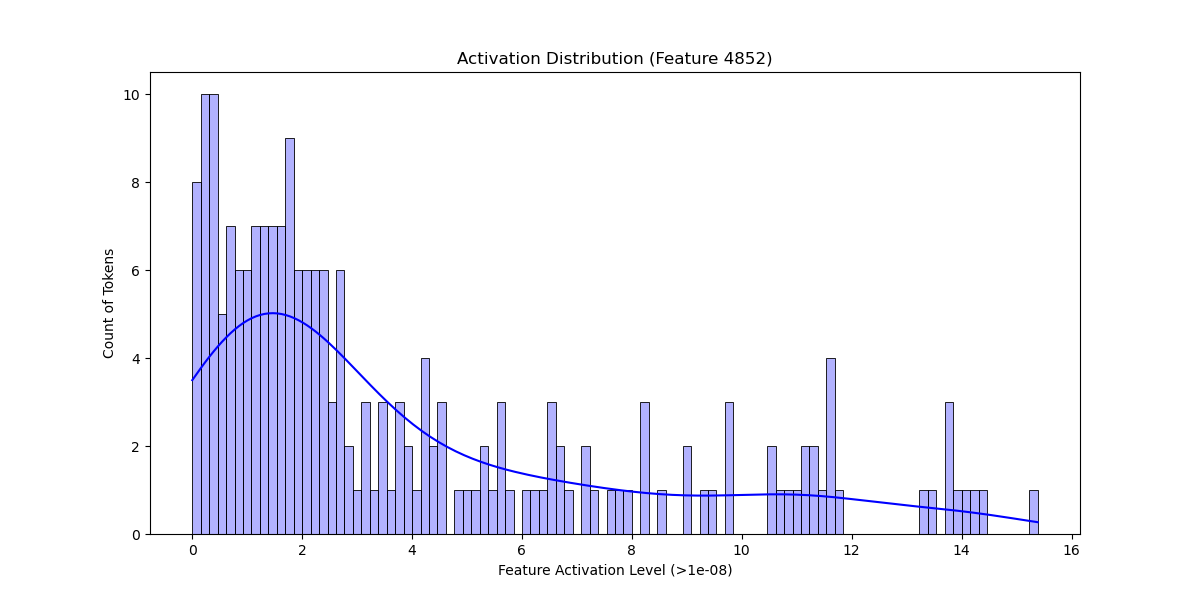 Activation Distribution (Feature 4852)
Count of Tokens
10
8
6
4
2
0
0 2 4 6 8 10 12 14 16
Feature Activation Level (>1e-08)